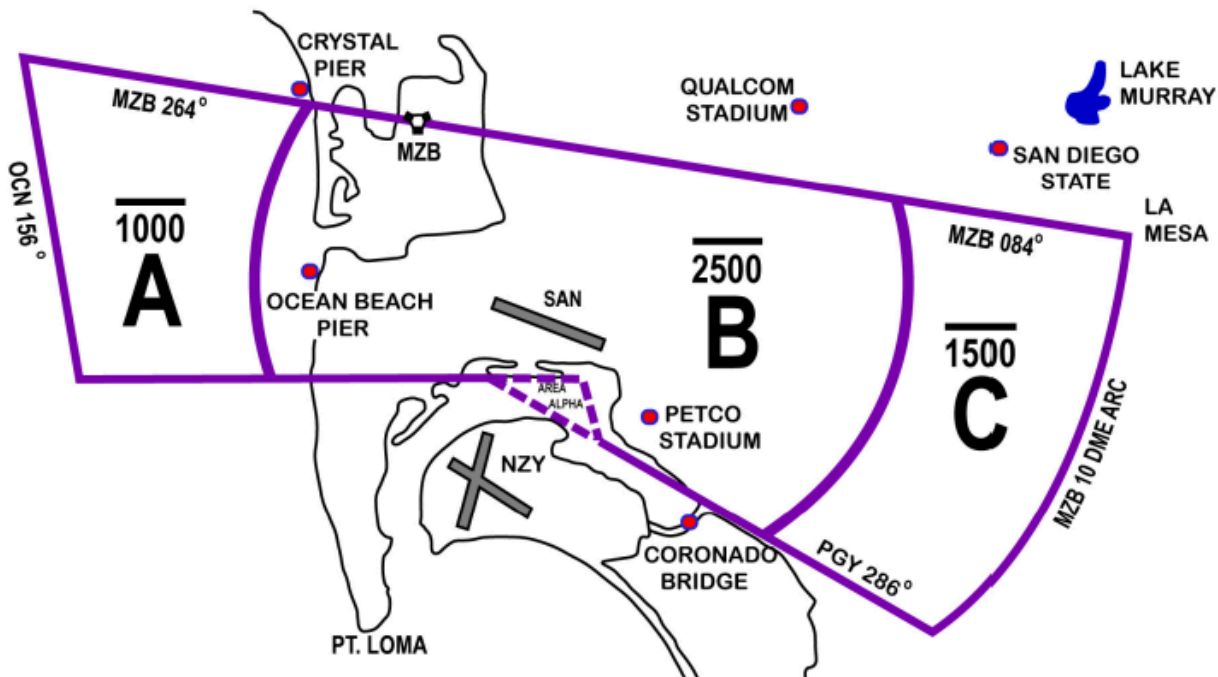 CRYSTAL
PIER
MZB 264°
MZB
QUALCOM
STADIUM
LAKE
MURRAY
SAN DIEGO
STATE
LA
MESA
OCN 156°
1000
A
OCEAN BEACH
PIER
SAN
2500
B
MZB 084°
1500
C
AREA
ALPHA
PETCO
STADIUM
NZY
CORONADO
BRIDGE
PGY 286°
MZB 10 DME ARC
PT. LOMA